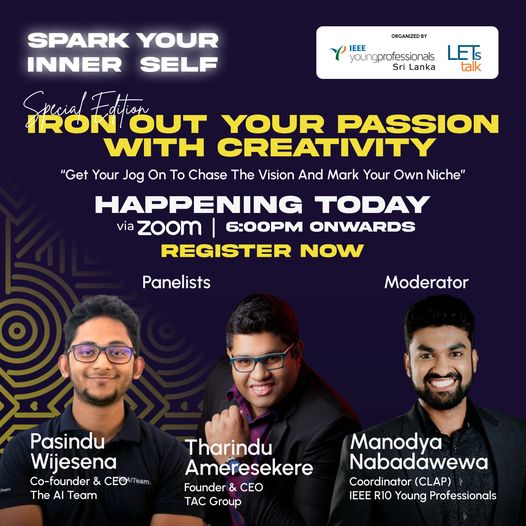 SPARK YOUR
INNER SELF
ORGANIZED BY
IEEE
youngprofessionals
Sri Lanka
LETs
talk
Special Edition
IRON OUT YOUR PASSION
WITH CREATIVITY
“Get Your Jog On To Chase The Vision And Mark Your Own Niche”
HAPPENING TODAY
via zoom | 6:00PM ONWARDS
REGISTER NOW
Panelists
Moderator
Pasindu
Wijesena
Co-founder & CEO
The AI Team
AITeam.
Tharindu
Ameresekere
Founder & CEO
TAC Group
Manodya
Nabadawewa
Coordinator (CLAP)
IEEE R10 Young Professionals